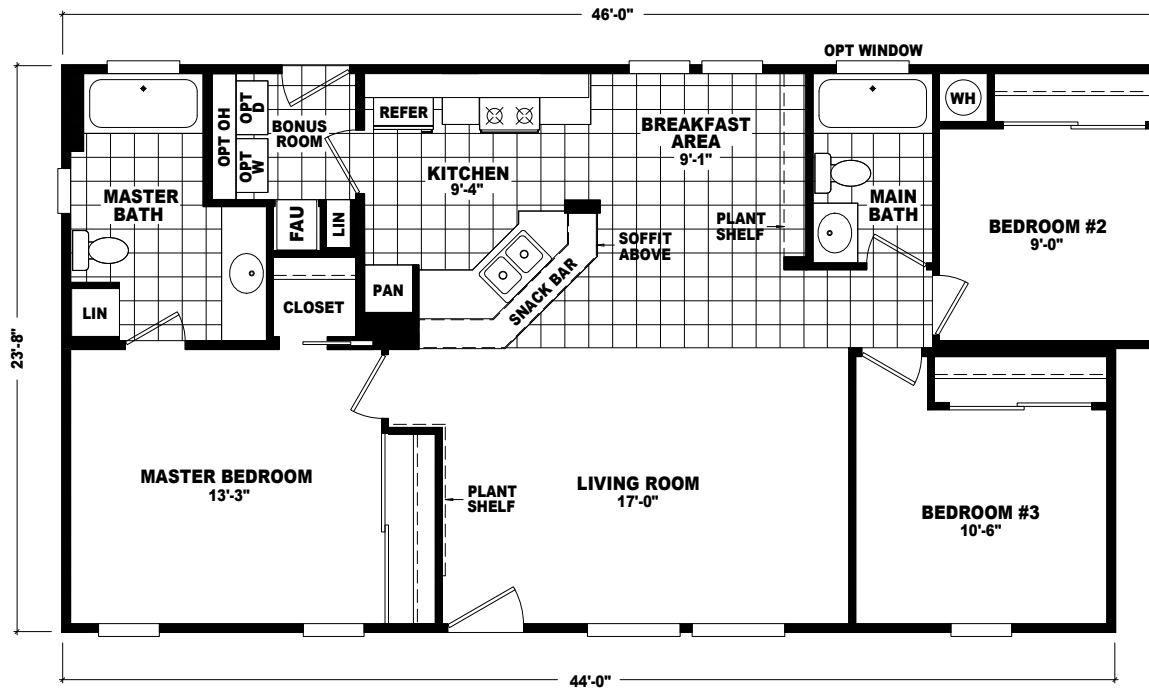 46'-0"
OPT WINDOW
OPT OH
OPT D
OPT W
BONUS
ROOM
REFER
BREAKFAST
AREA
9'-1"
WH
KITCHEN
9'-4"
MASTER
BATH
FAU
LIN
PLANT
SHELF
MAIN
BATH
BEDROOM #2
9'-0"
SOFFIT
ABOVE
LIN
CLOSET
PAN
SNACK BAR
23'-8"
MASTER BEDROOM
13'-3"
PLANT
SHELF
LIVING ROOM
17'-0"
BEDROOM #3
10'-6"
44'-0"